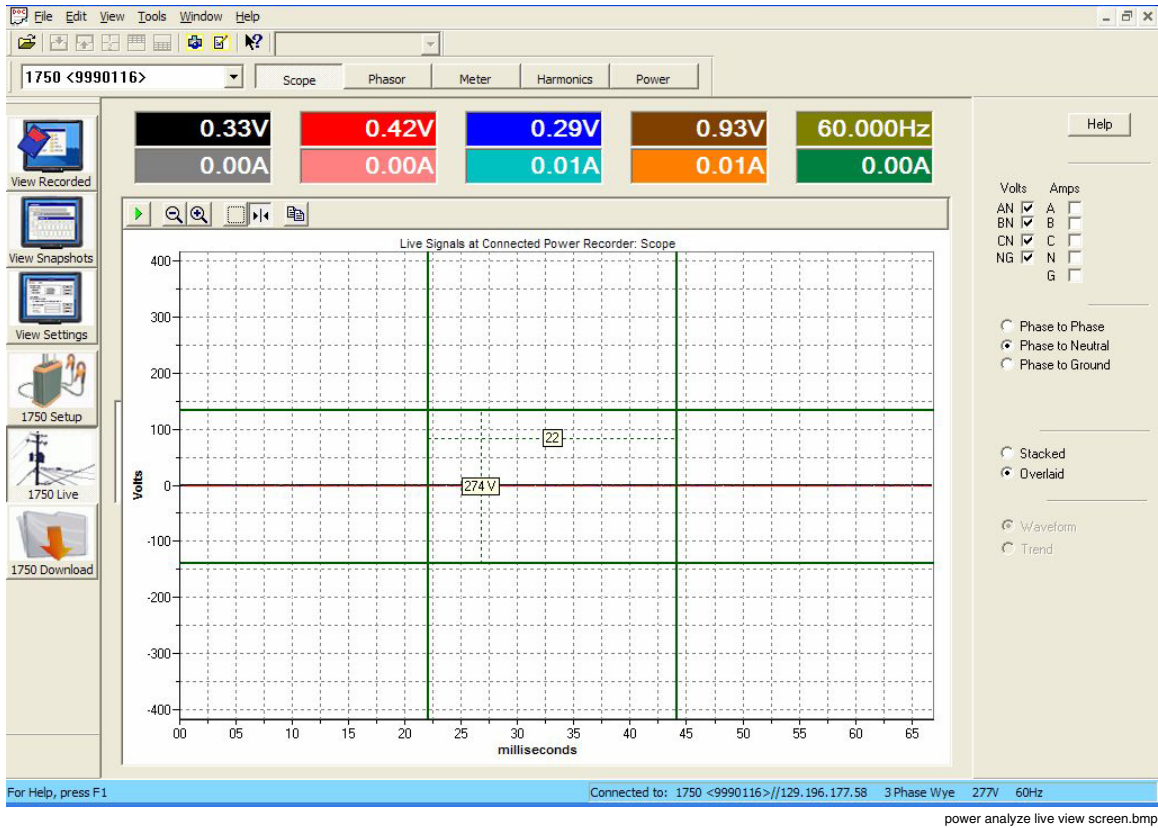 File Edit View Tools Window Help
1750 <9990116>
Scope Phasor Meter Harmonics Power
0.33V 0.42V 0.29V 0.93V 60.000Hz
0.00A 0.00A 0.01A 0.01A 0.00A
View Recorded
View Snapshots
View Settings
1750 Setup
1750 Live
1750 Download
Live Signals at Connected Power Recorder: Scope
400
300
200
100
0
-100
-200
-300
-400
Volts
22
274 V
00 05 10 15 20 25 30 35 40 45 50 55 60 65
milliseconds
Help
Volts Amps
AN A
BN B
CN C
NG N
G
Phase to Phase
Phase to Neutral
Phase to Ground
Stacked
Overlaid
Waveform
Trend
For Help, press F1
Connected to: 1750 <9990116>//129.196.177.58 3 Phase Wye 277V 60Hz
power analyze live view screen.bmp